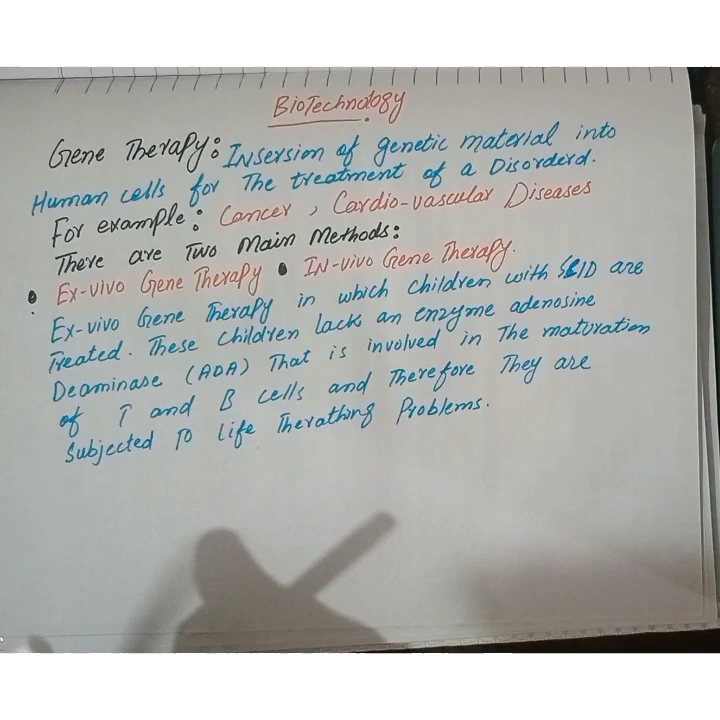 BioTechnology
Gene Therapy: Insersion of genetic material into
Human cells for The treatment of a Disorderd.
For example: Cancer, Cardio-vascular Diseases
There are Two Main Methods:
• Ex-vivo Gene Therapy • IN-vivo Gene Therapy.
Ex-vivo Gene Therapy in which children with SCID are
Treated. These children lack an enzyme adenosine
Deaminase (ADA) That is involved in The maturation
of T and B cells and Therefore They are
Subjected To life Therathing Problems.